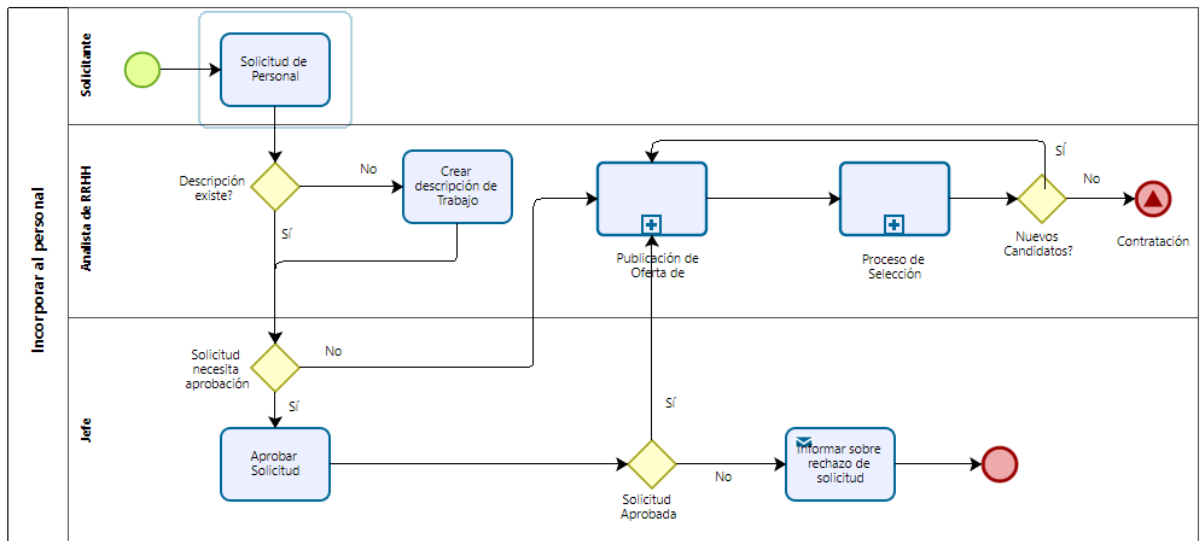 Incorporar al personal
Solicitante
Solicitud de
Personal
Analista de RRHH
Descripción
existe?
No
Sí
Crear
descripción de
Trabajo
Publicación de
Oferta de
Proceso de
Selección
Sí
Nuevos
Candidatos?
No
Contratación
Jefe
Solicitud
necesita
aprobación
No
Sí
Aprobar
Solicitud
Sí
Solicitud
Aprobada
No
Informar sobre
rechazo de
solicitud